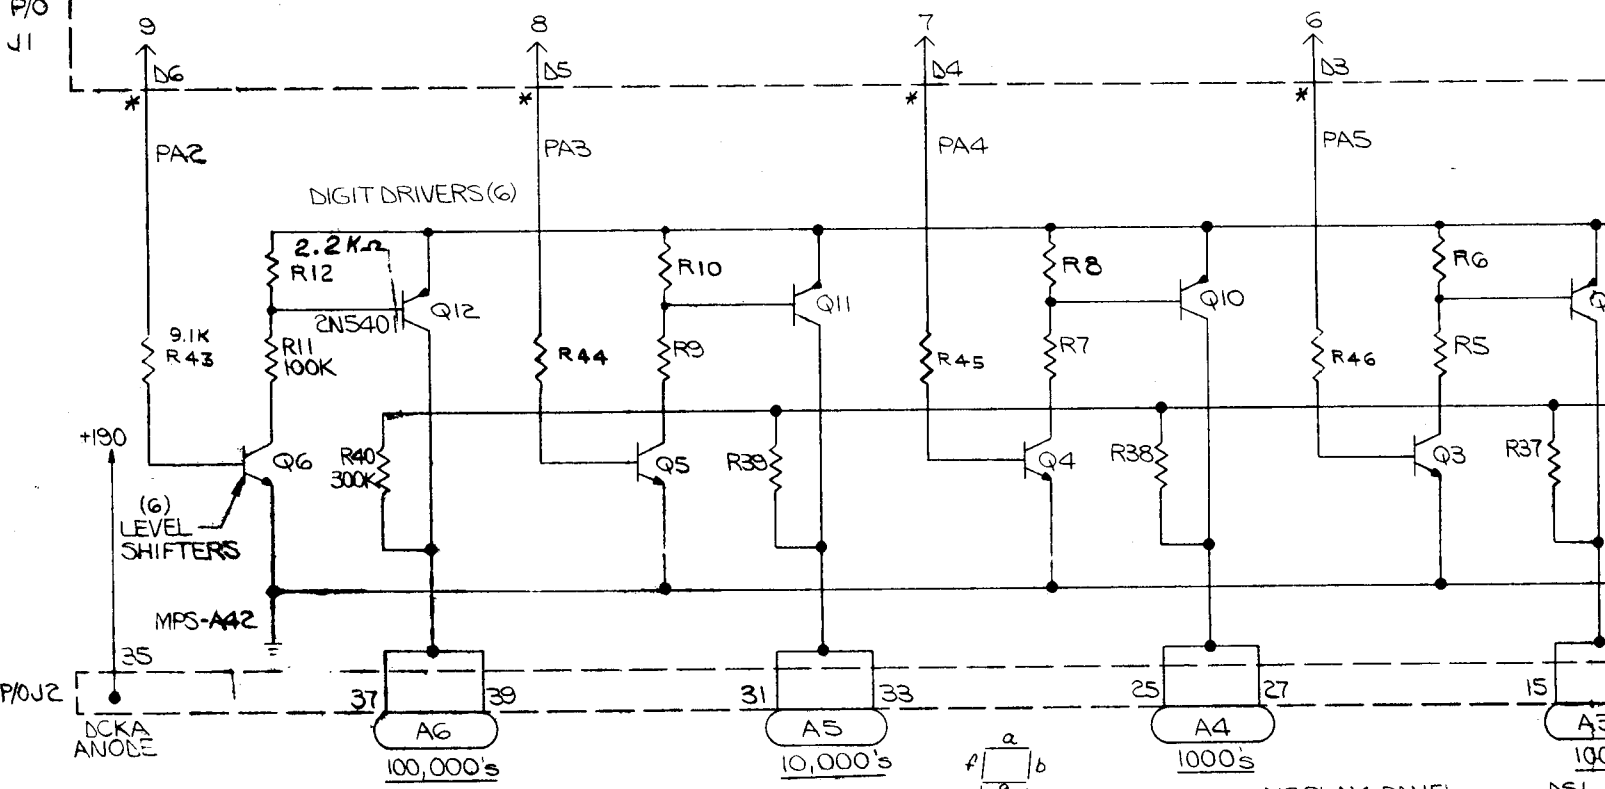 P/O
J1
9
8
7
6
D6
D5
D4
D3
*
*
*
*
PA2
PA3
PA4
PA5
DIGIT DRIVERS (6)
2.2KΩ
R12
R10
R8
R6
2N5401
Q12
Q11
Q10
9.1K
R43
R11
100K
R44
R9
R45
R7
R46
R5
+190
Q6
R40
300K
Q5
R39
Q4
R38
Q3
R37
(6)
LEVEL
SHIFTERS
MPS-A42
35
P/O J2
37
39
31
33
25
27
15
DCKA
ANODE
A6
A5
A4
A3
100,000's
10,000's
1000's
a
f
b